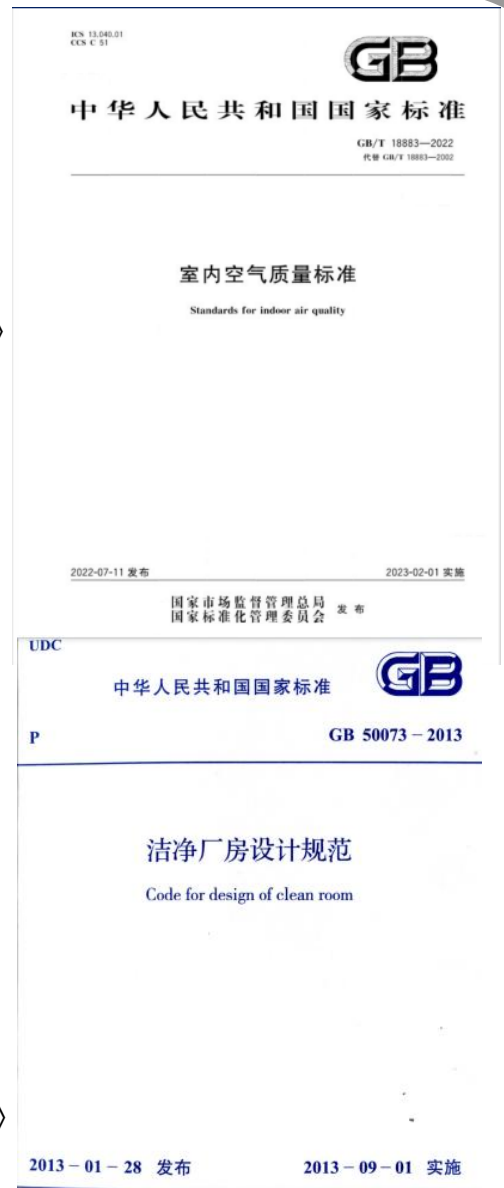 ICS 13.040.01
CCS C 51
GB
中华人民共和国国家标准
GB/T 18883—2022
代替 GB/T 18883—2002
室内空气质量标准
Standards for indoor air quality
》
2022-07-11 发布
2023-02-01 实施
国家市场监督管理总局
国家标准化管理委员会
发布
UDC
GB
中华人民共和国国家标准
P
GB 50073－2013
洁净厂房设计规范
Code for design of clean room
》
2013－01－28 发布
2013－09－01 实施